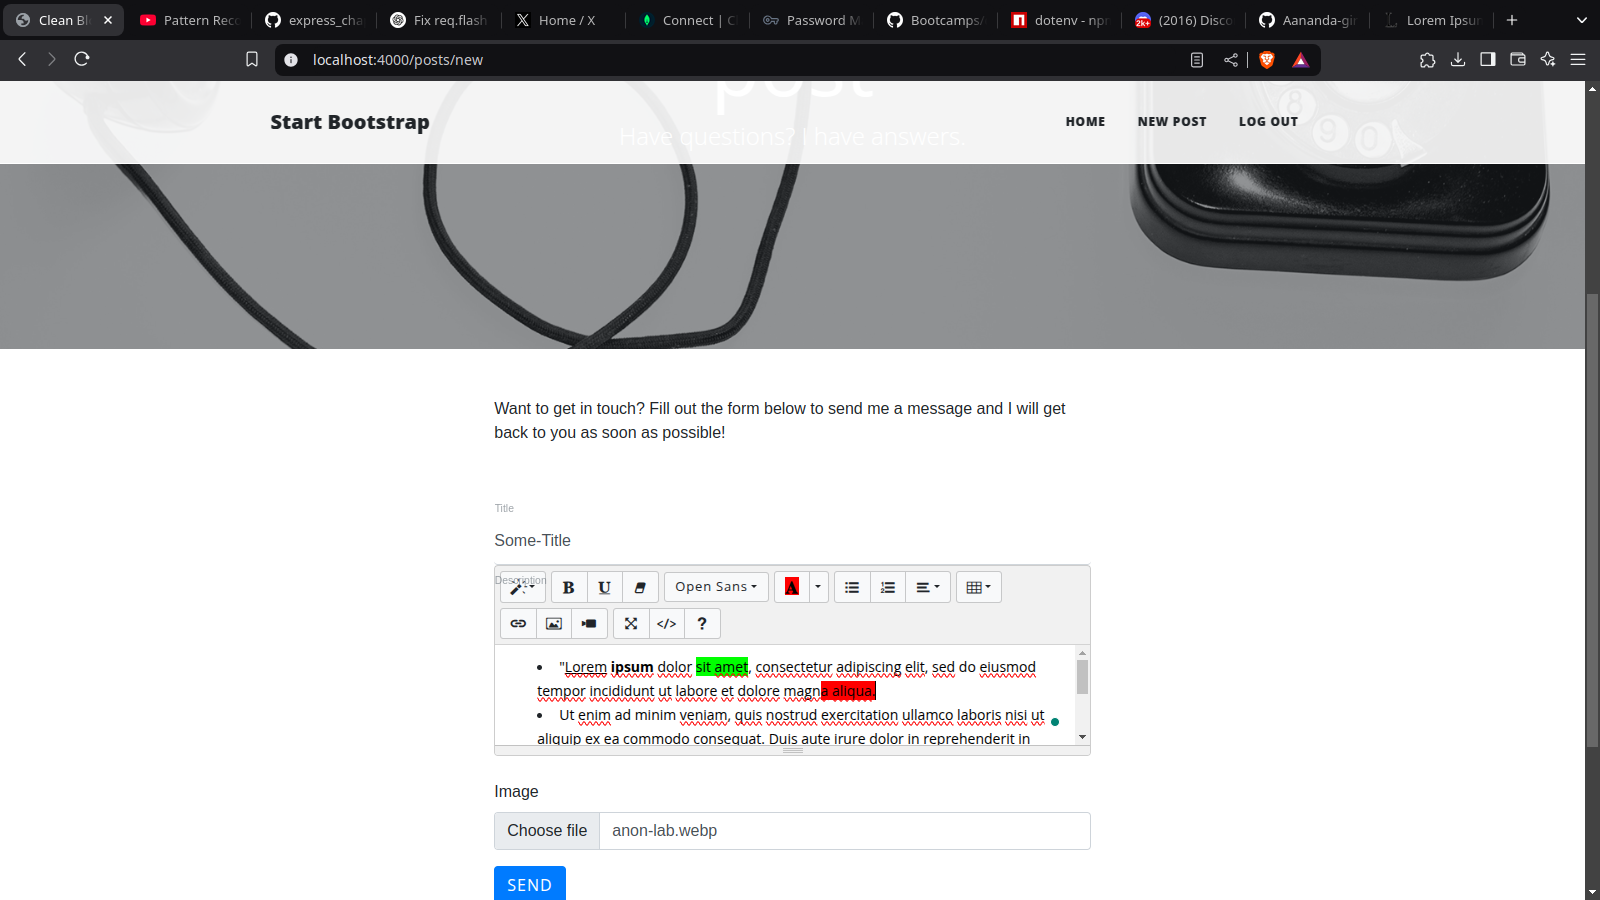 Clean Bl
Pattern Reco
express_cha
Fix req.flash
Home / X
Connect | C
Password M
Bootcamps/
dotenv - npm
(2016) Disco
Aananda-gir
Lorem Ipsu
localhost:4000/posts/new
post
Start Bootstrap
Have questions? I have answers.
HOME
NEW POST
LOG OUT
Want to get in touch? Fill out the form below to send me a message and I will get
back to you as soon as possible!
Title
Some-Title
Description
B U Open Sans A
</> ?
"Lorem ipsum dolor sit amet, consectetur adipiscing elit, sed do eiusmod
tempor incididunt ut labore et dolore magna aliqua.
Ut enim ad minim veniam, quis nostrud exercitation ullamco laboris nisi ut
aliquip ex ea commodo consequat. Duis aute irure dolor in reprehenderit in
Image
Choose file anon-lab.webp
SEND